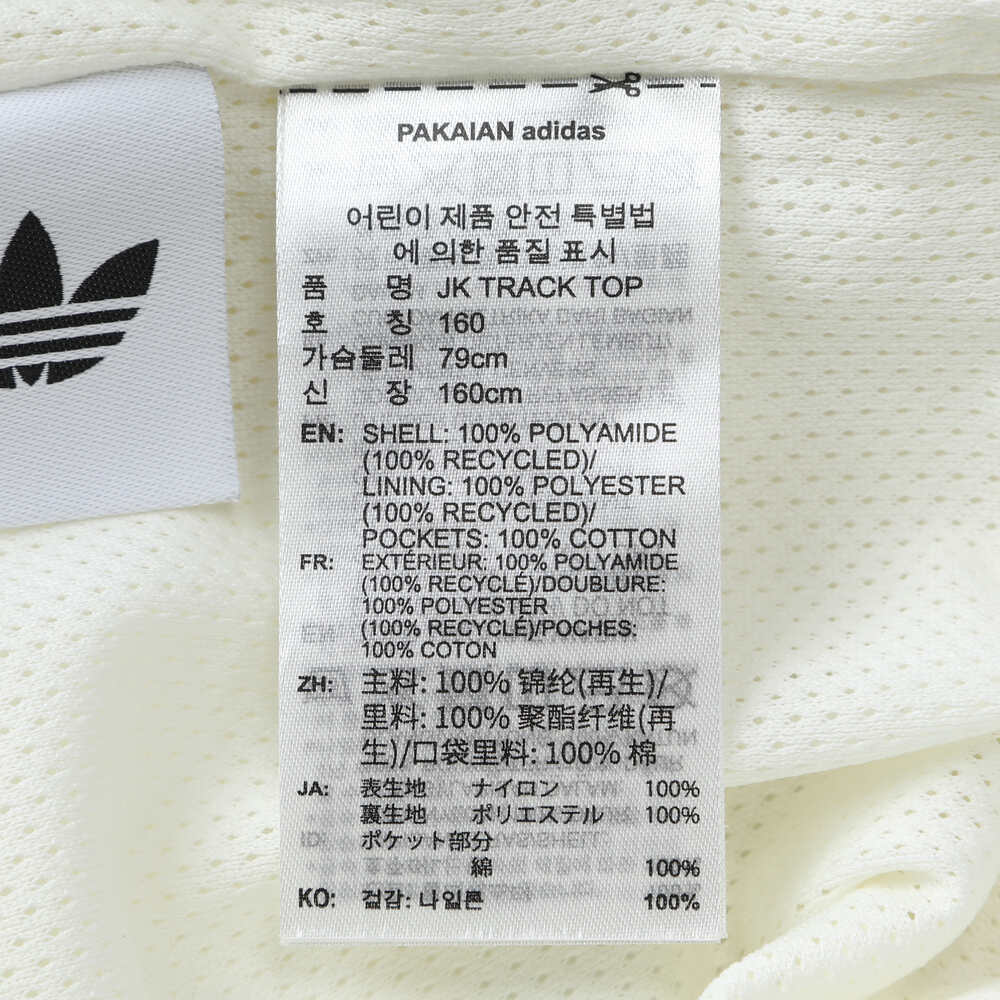 PAKAIAN adidas
어린이 제품 안전 특별법
에 의한 품질 표시
품 명 JK TRACK TOP
호 칭 160
가슴둘레 79cm
신 장 160cm
EN: SHELL: 100% POLYAMIDE
(100% RECYCLED)/
LINING: 100% POLYESTER
(100% RECYCLED)/
POCKETS: 100% COTTON
FR: EXTÉRIEUR: 100% POLYAMIDE
(100% RECYCLÉ)/DOUBLURE:
100% POLYESTER
(100% RECYCLÉ)/POCHES:
100% COTON
ZH: 主料: 100% 锦纶(再生)/
里料: 100% 聚酯纤维(再
生)/口袋里料: 100% 棉
JA: 表生地 ナイロン 100%
裏生地 ポリエステル 100%
ポケット部分
綿 100%
KO: 겉감: 나일론 100%